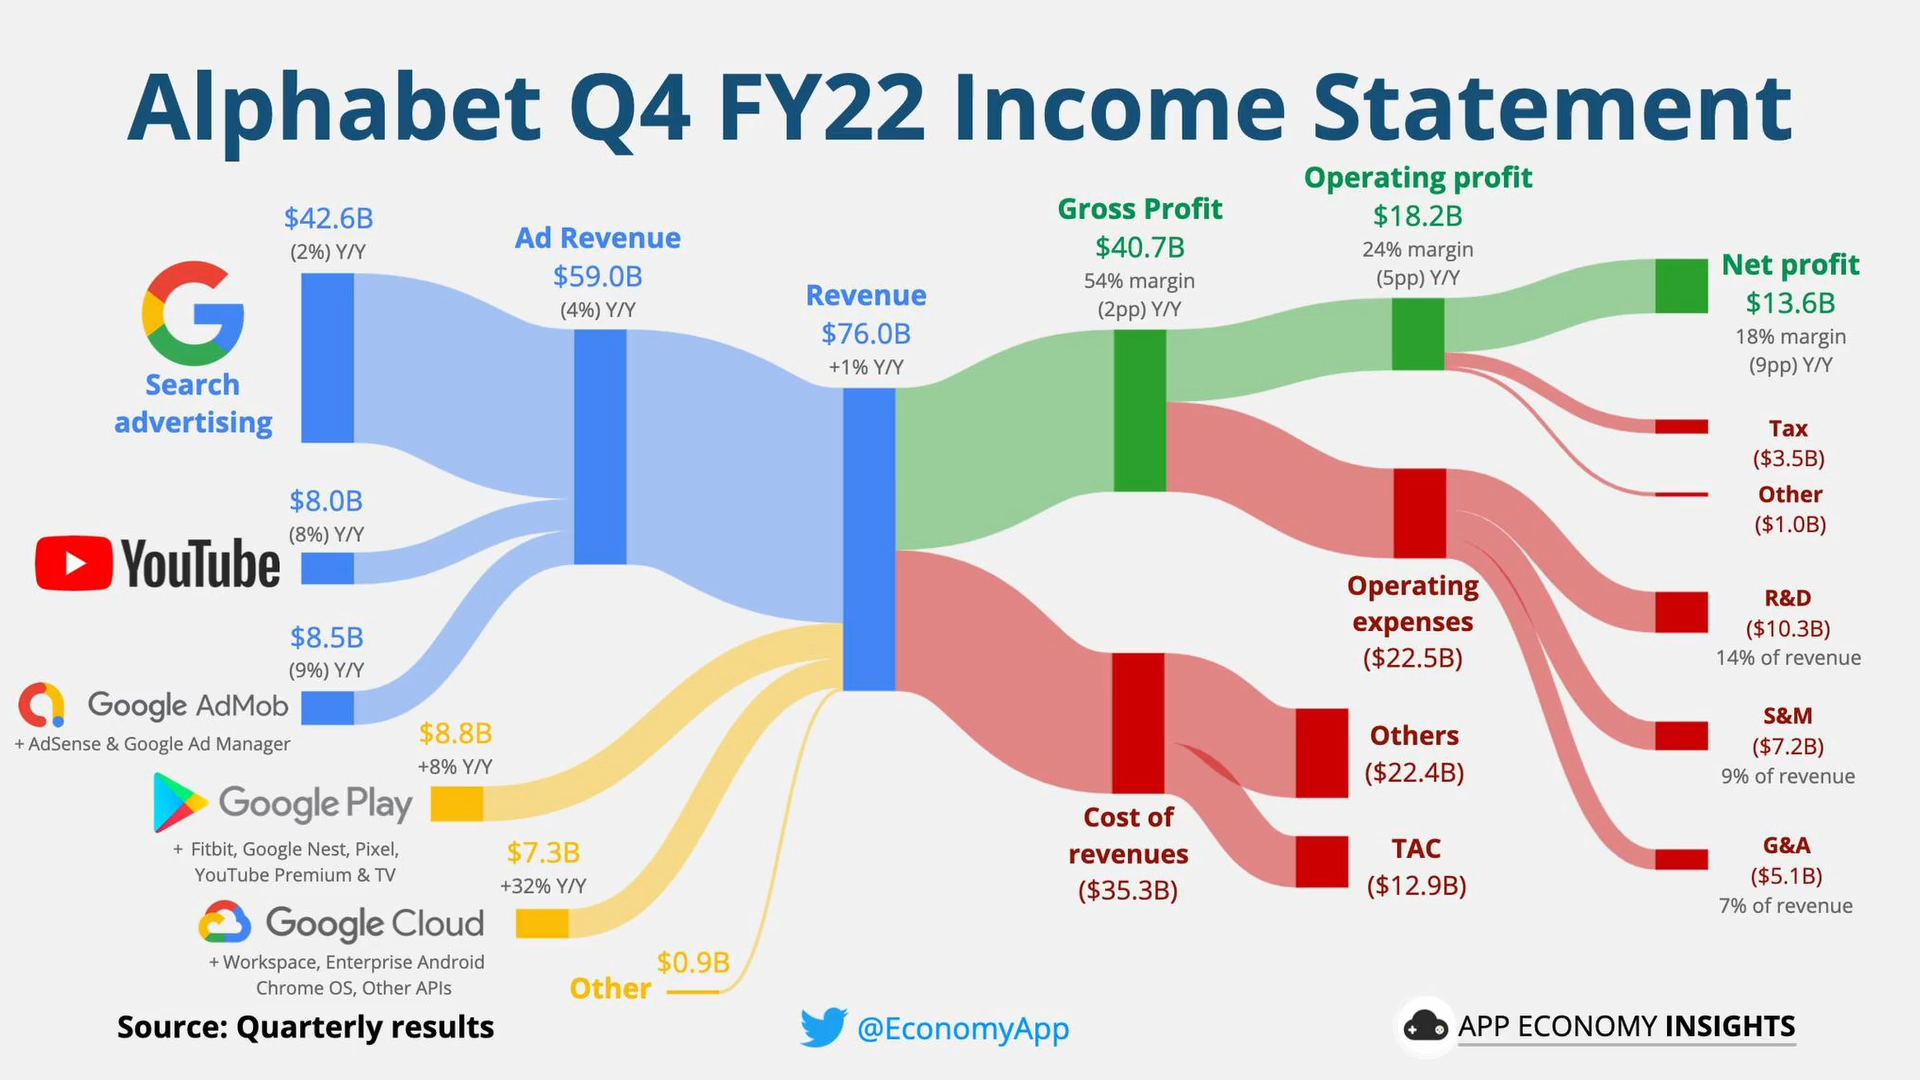 Alphabet Q4 FY22 Income Statement
$42.6B
(2%) Y/Y
Search
advertising
$8.0B
(8%) Y/Y
YouTube
$8.5B
(9%) Y/Y
Google AdMob
+ AdSense & Google Ad Manager
Ad Revenue
$59.0B
(4%) Y/Y
$8.8B
+8% Y/Y
Google Play
+ Fitbit, Google Nest, Pixel,
YouTube Premium & TV
$7.3B
+32% Y/Y
Google Cloud
+ Workspace, Enterprise Android
Chrome OS, Other APIs
$0.9B
Other
Revenue
$76.0B
+1% Y/Y
Gross Profit
$40.7B
54% margin
(2pp) Y/Y
Cost of
revenues
($35.3B)
Others
($22.4B)
TAC
($12.9B)
Operating profit
$18.2B
24% margin
(5pp) Y/Y
Operating
expenses
($22.5B)
Net profit
$13.6B
18% margin
(9pp) Y/Y
Tax
($3.5B)
Other
($1.0B)
R&D
($10.3B)
14% of revenue
S&M
($7.2B)
9% of revenue
G&A
($5.1B)
7% of revenue
Source: Quarterly results
@EconomyApp
APP ECONOMY INSIGHTS